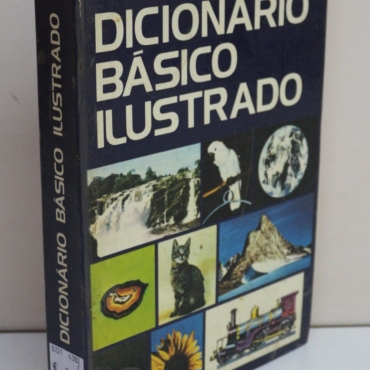 DICIONÁRIO
BÁSICO
ILUSTRADO
DICIONÁRIO BÁSICO ILUSTRADO